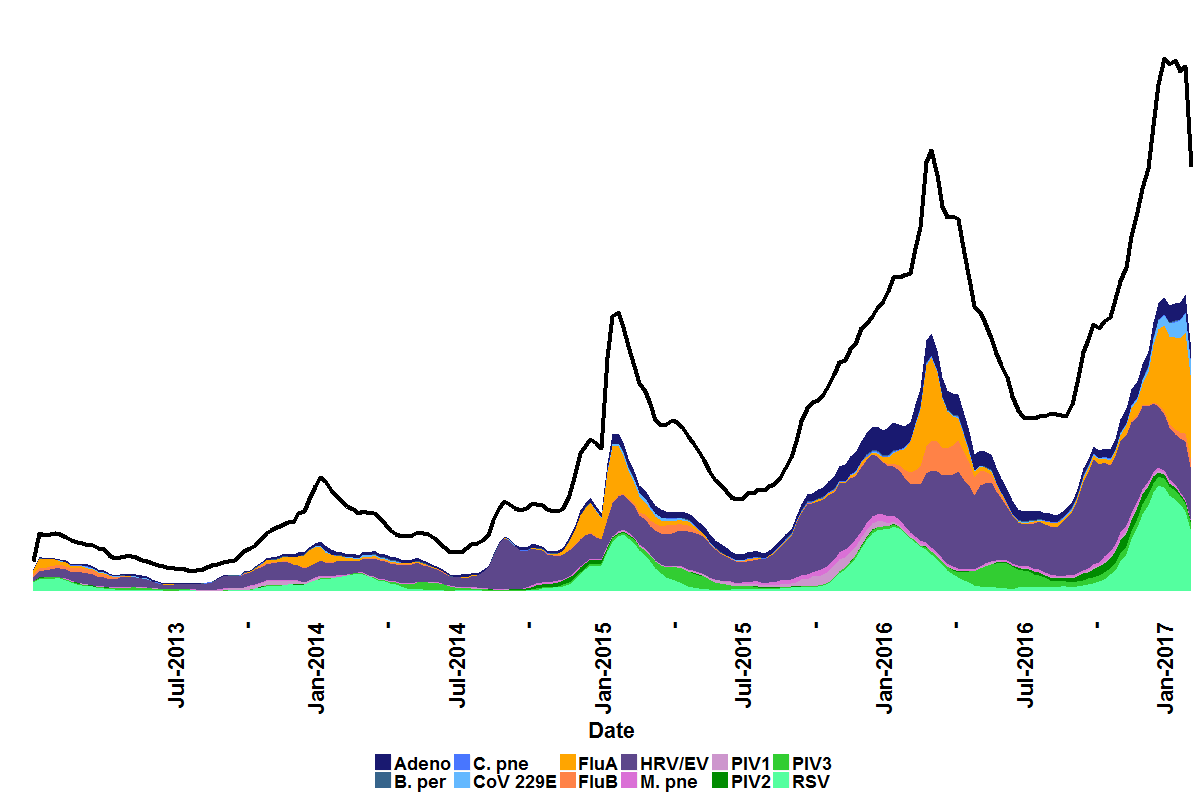 Jul-2013
-
Jan-2014
-
Jul-2014
-
Jan-2015
-
Jul-2015
-
Jan-2016
-
Jul-2016
-
Jan-2017
Date
Adeno C. pne FluA HRV/EV PIV1 PIV3
B. per CoV 229E FluB M. pne PIV2 RSV